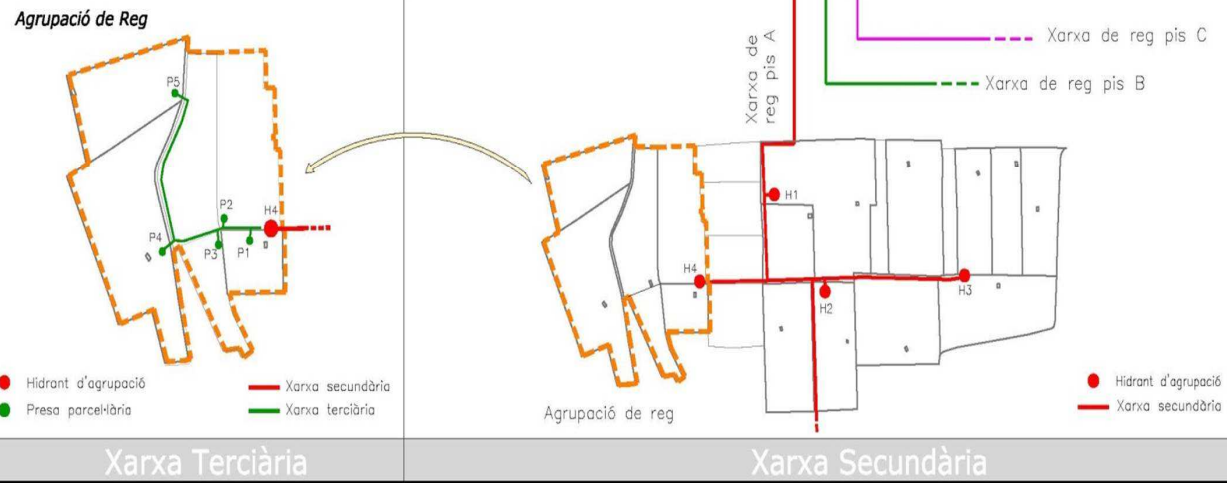 Agrupació de Reg
P5
P2
H4
P4
P3
P1
Hidrant d'agrupació
Presa parcel·lària
Xarxa secundària
Xarxa terciària
Xarxa Terciària
Xarxa de
reg pis A
Xarxa de reg pis C
Xarxa de reg pis B
H1
H4
H2
H3
Agrupació de reg
Hidrant d'agrupació
Xarxa secundària
Xarxa Secundària